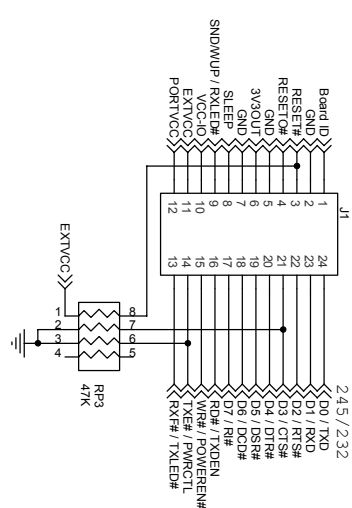 J1
245/232
Board ID 1 24 D0 / TXD
GND 2 23 D1 / RXD
RESET# 3 22 D2 / RTS#
RESETO# 4 21 D3 / CTS#
GND 5 20 D4 / DTR#
3V3OUT 6 19 D5 / DSR#
GND 7 18 D6 / DCD#
SLEEP 8 17 D7 / RI#
SND/WUP / RXLED# 9 16 RD# / TXDEN
VCC-IO 10 15 WR# / POWEREN#
EXTVCC 11 14 TXE# / PWRCTL
PORTVCC 12 13 RXF# / TXLED#
EXTVCC
1 8
2 7
3 6
4 5
RP3
47K